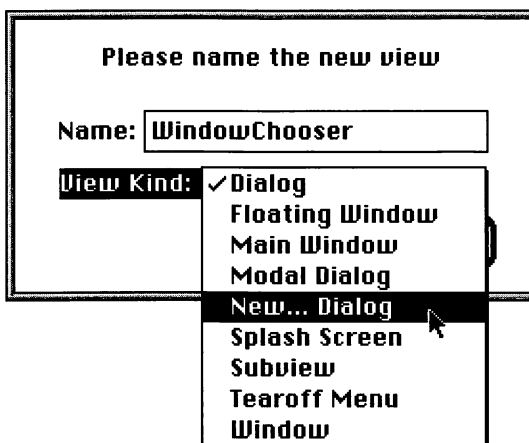 Please name the new view
Name: WindowChooser
View Kind: ✓Dialog
Floating Window
Main Window
Modal Dialog
New... Dialog
Splash Screen
Subview
Tearoff Menu
Window